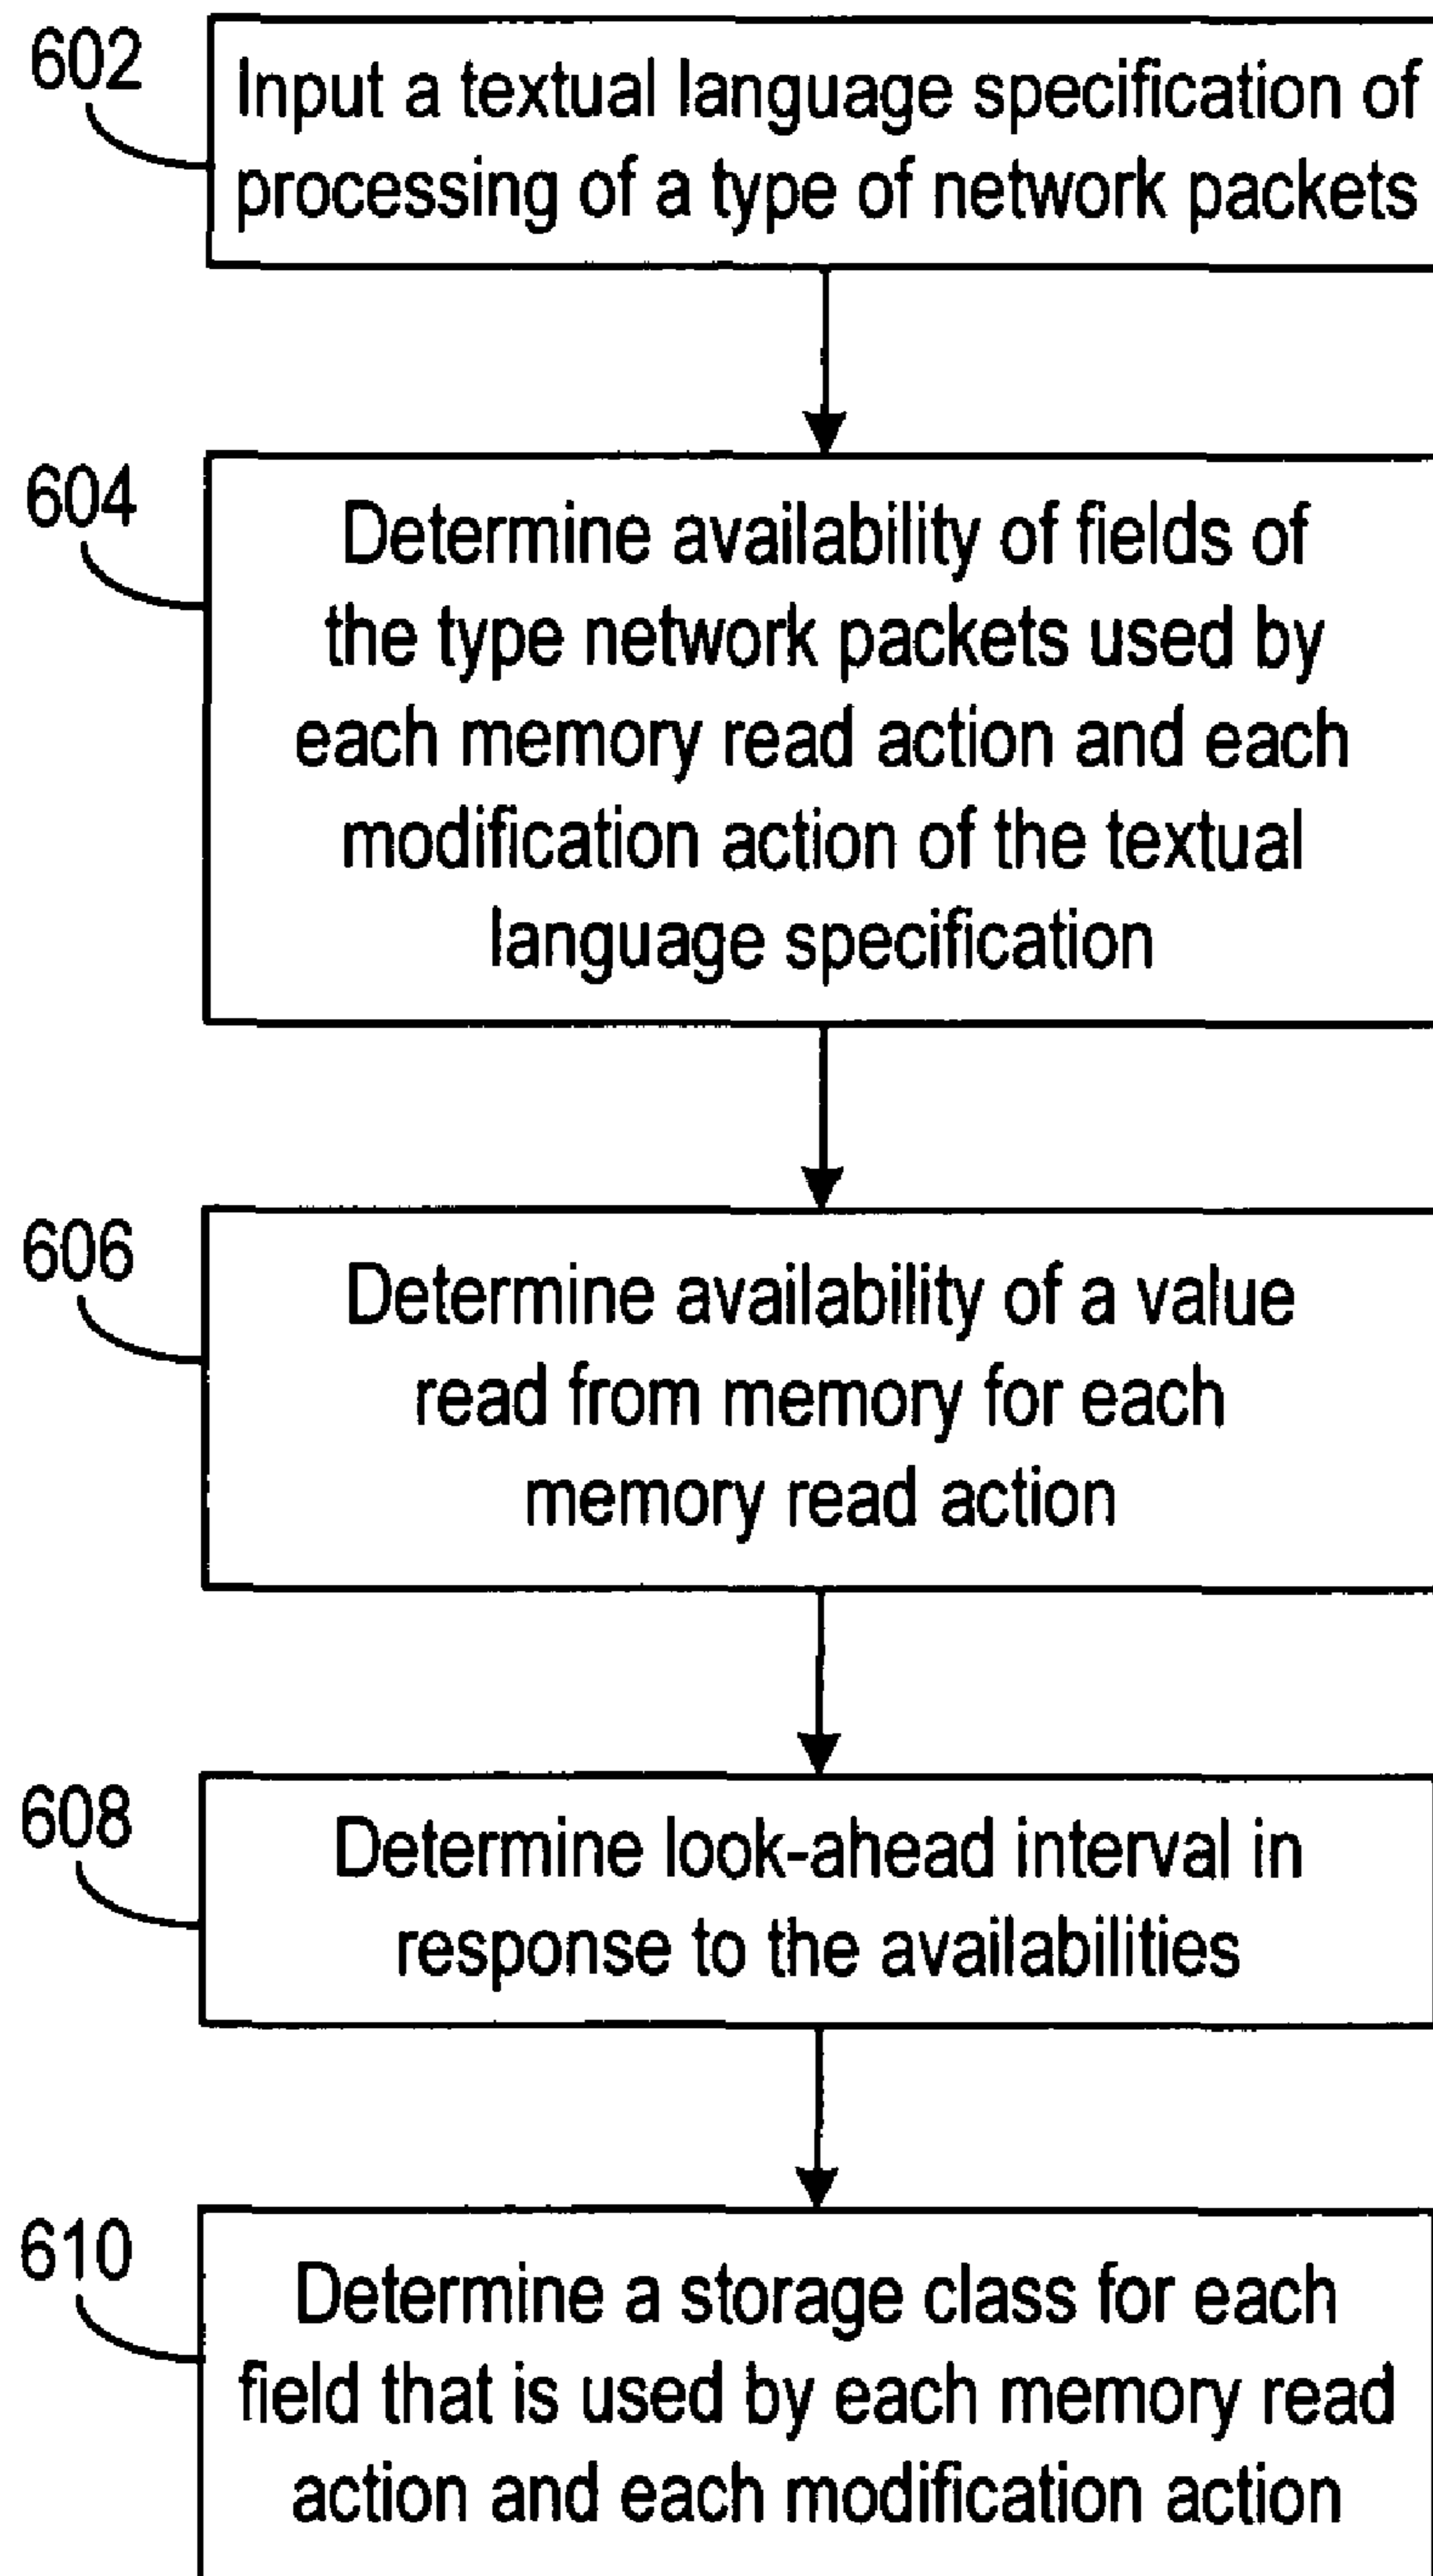 602
Input a textual language specification of
processing of a type of network packets
604
Determine availability of fields of
the type network packets used by
each memory read action and each
modification action of the textual
language specification
606
Determine availability of a value
read from memory for each
memory read action
608
Determine look-ahead interval in
response to the availabilities
610
Determine a storage class for each
field that is used by each memory read
action and each modification action